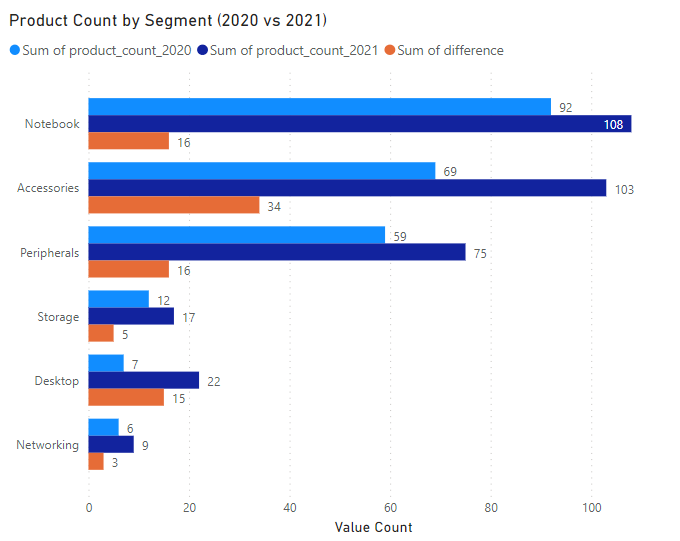 Product Count by Segment (2020 vs 2021)
Sum of product_count_2020 Sum of product_count_2021 Sum of difference
92
Notebook 108
16
69
Accessories 103
34
59
Peripherals 75
16
12
Storage 17
5
7
Desktop 22
15
6
Networking 9
3
0 20 40 60 80 100
Value Count